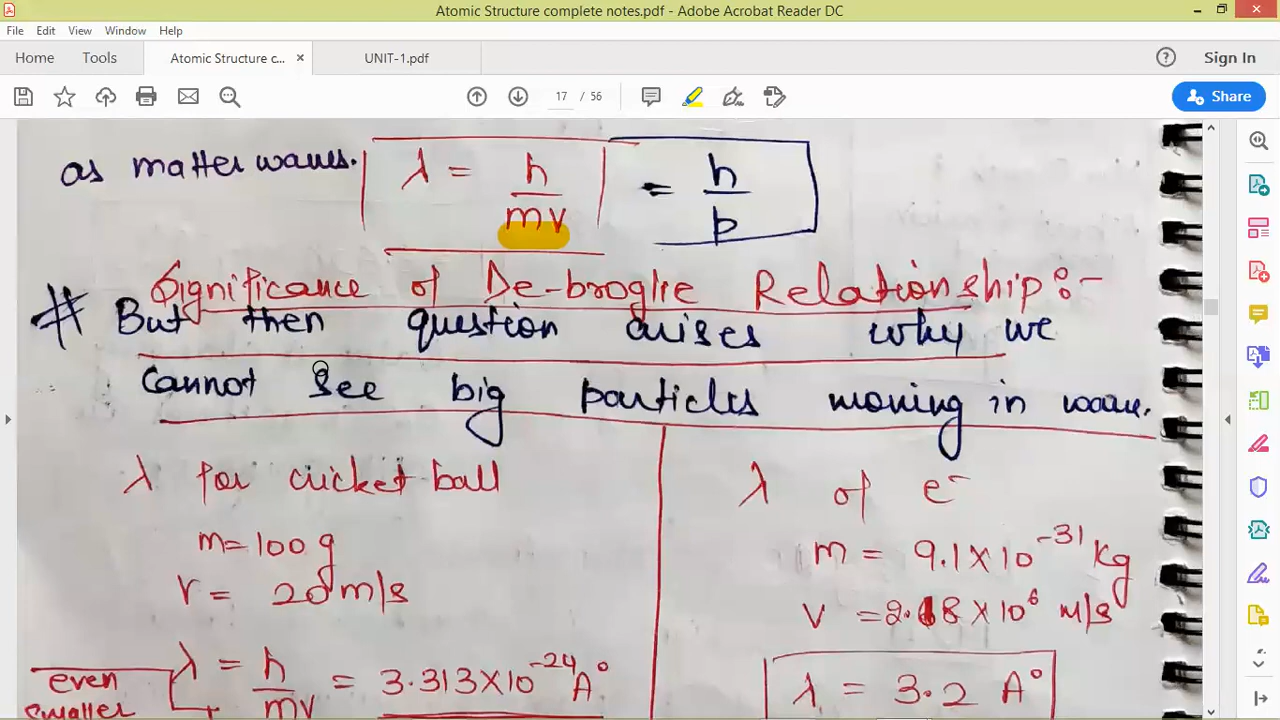 Atomic Structure complete notes.pdf - Adobe Acrobat Reader DC
File Edit View Window Help
Home Tools Atomic Structure c... × UNIT-1.pdf Sign In
17 / 56 Share
as matter waves. λ = h/mv = h/p
Significance of De-broglie Relationship:-
# But then question arises why we
cannot see big particles moving in wave.
λ for cricket ball
m = 100 g
v = 20 m/s
λ = h/mv = 3.313×10⁻²⁴ A°
even
smaller
λ of e⁻
m = 9.1×10⁻³¹ Kg
v = 2.18×10⁶ m/s
λ = 3.2 A°